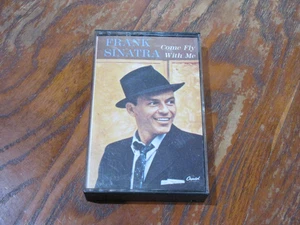 FRANK
SINATRA
Come Fly
With Me
Capitol